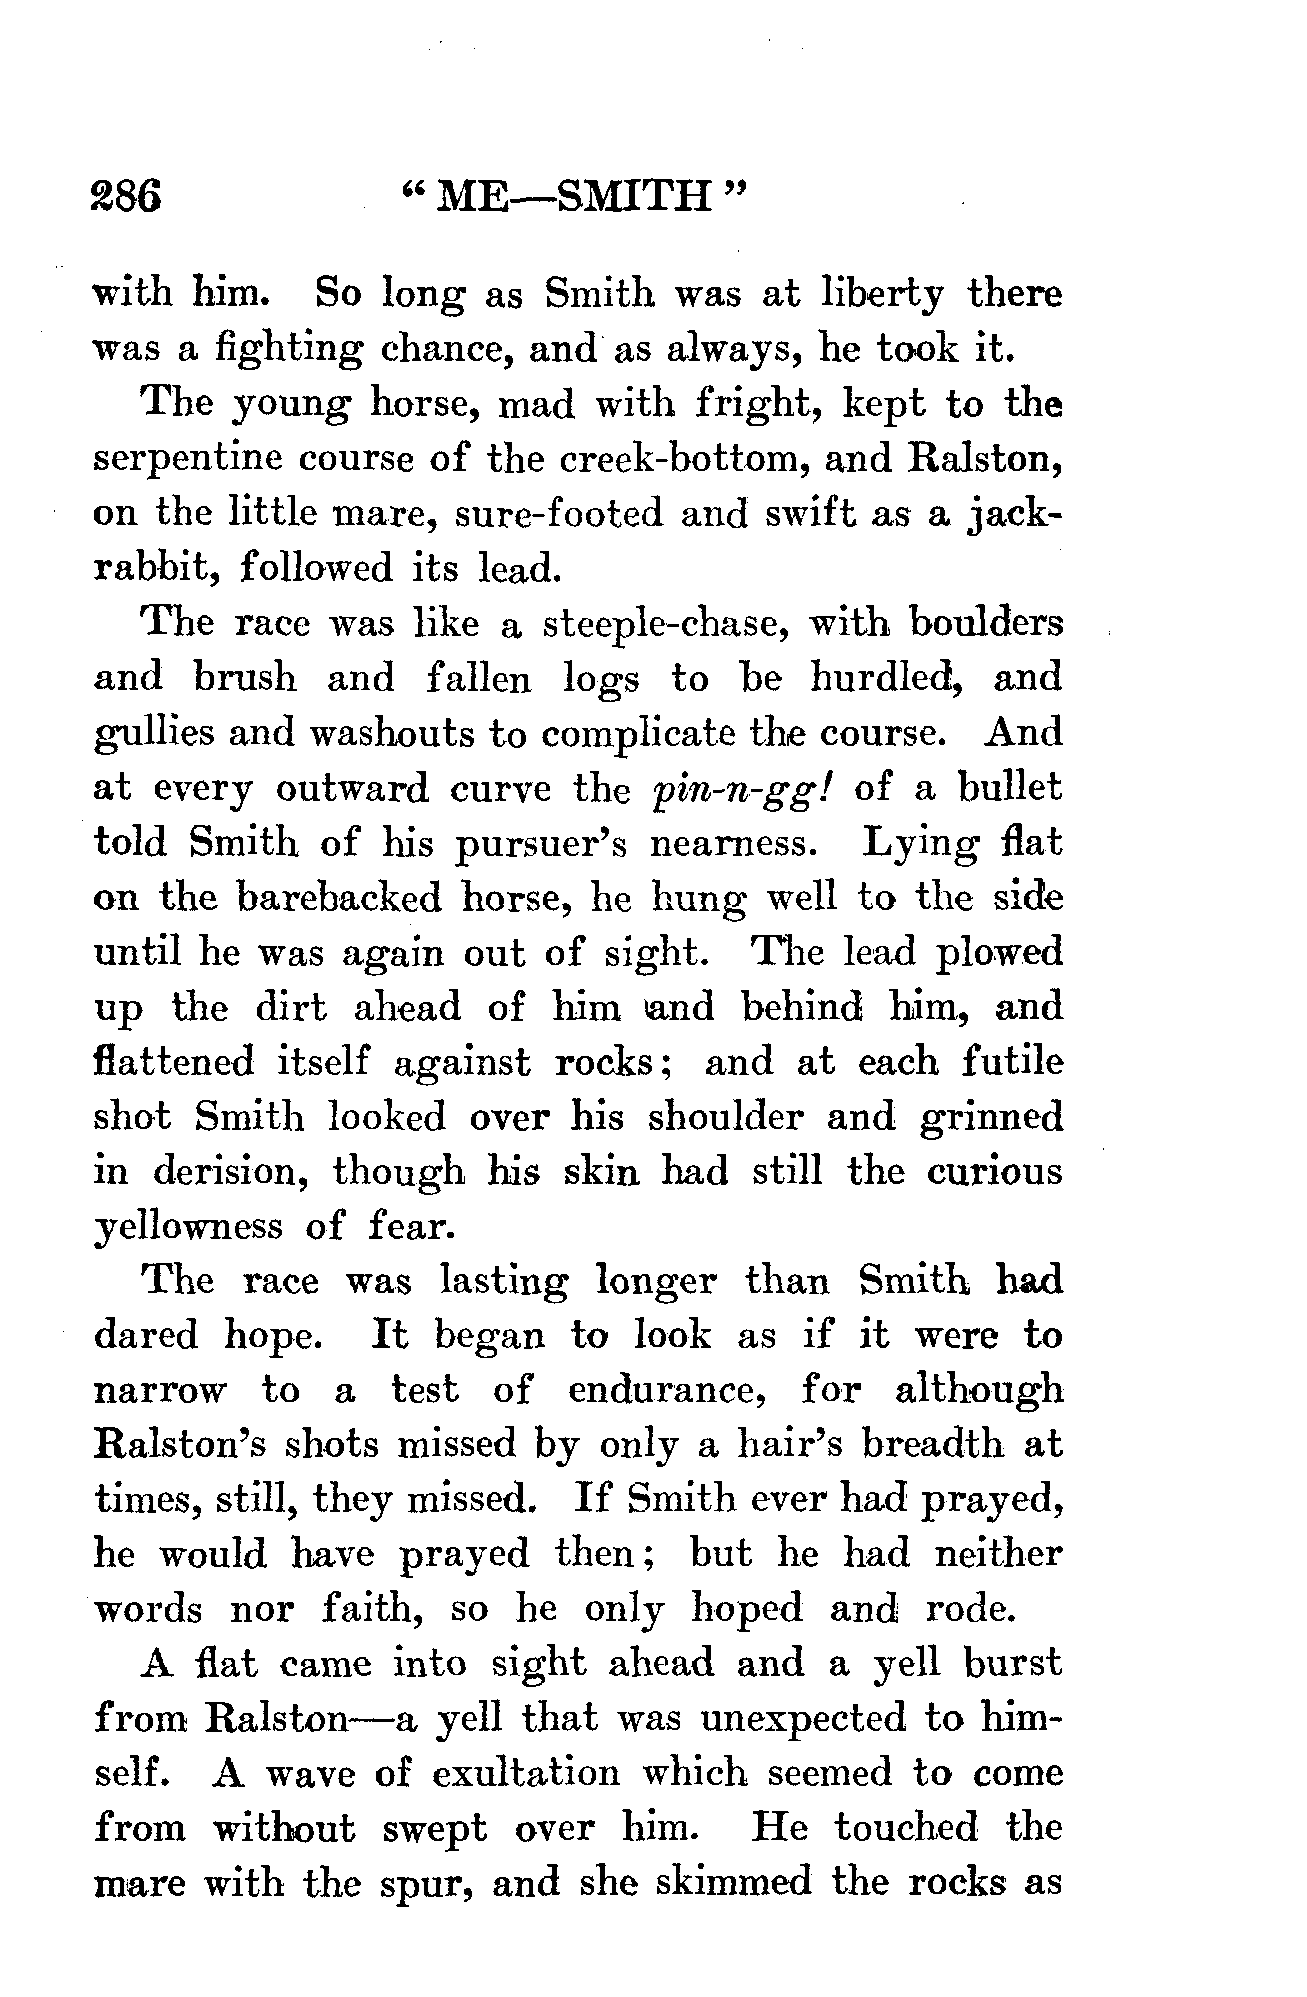 286 “ ME—SMITH ”
with him. So long as Smith was at liberty there
was a fighting chance, and as always, he took it.
The young horse, mad with fright, kept to the
serpentine course of the creek-bottom, and Ralston,
on the little mare, sure-footed and swift as a jack-
rabbit, followed its lead.
The race was like a steeple-chase, with boulders
and brush and fallen logs to be hurdled, and
gullies and washouts to complicate the course. And
at every outward curve the pin-n-gg! of a bullet
told Smith of his pursuer’s nearness. Lying flat
on the barebacked horse, he hung well to the side
until he was again out of sight. The lead plowed
up the dirt ahead of him and behind him, and
flattened itself against rocks; and at each futile
shot Smith looked over his shoulder and grinned
in derision, though his skin had still the curious
yellowness of fear.
The race was lasting longer than Smith had
dared hope. It began to look as if it were to
narrow to a test of endurance, for although
Ralston’s shots missed by only a hair’s breadth at
times, still, they missed. If Smith ever had prayed,
he would have prayed then; but he had neither
words nor faith, so he only hoped and rode.
A flat came into sight ahead and a yell burst
from Ralston—a yell that was unexpected to him-
self. A wave of exultation which seemed to come
from without swept over him. He touched the
mare with the spur, and she skimmed the rocks as